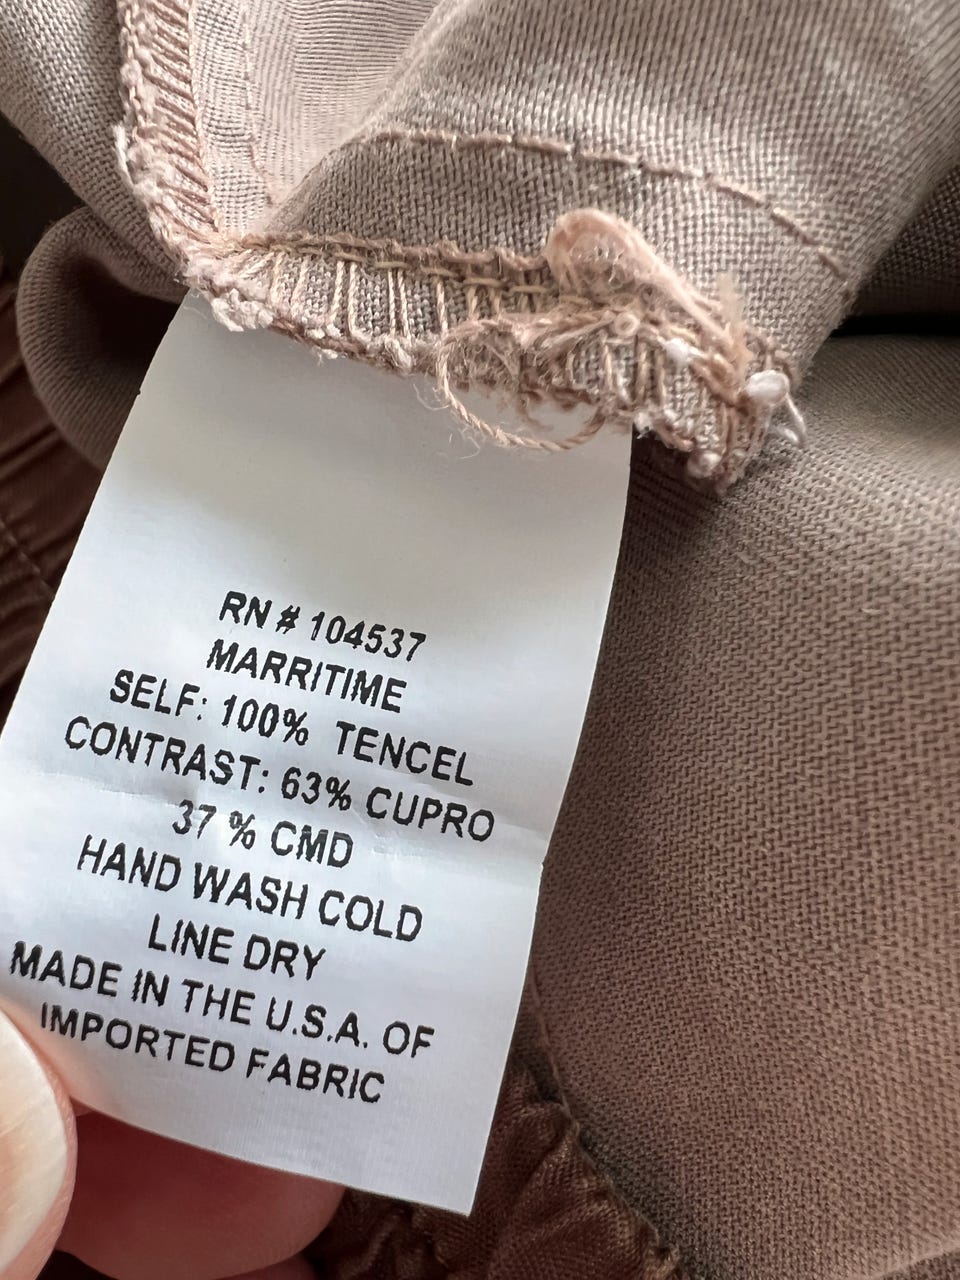 RN # 104537
MARRITIME
SELF: 100% TENCEL
CONTRAST: 63% CUPRO
37 % CMD
HAND WASH COLD
LINE DRY
MADE IN THE U.S.A. OF
IMPORTED FABRIC